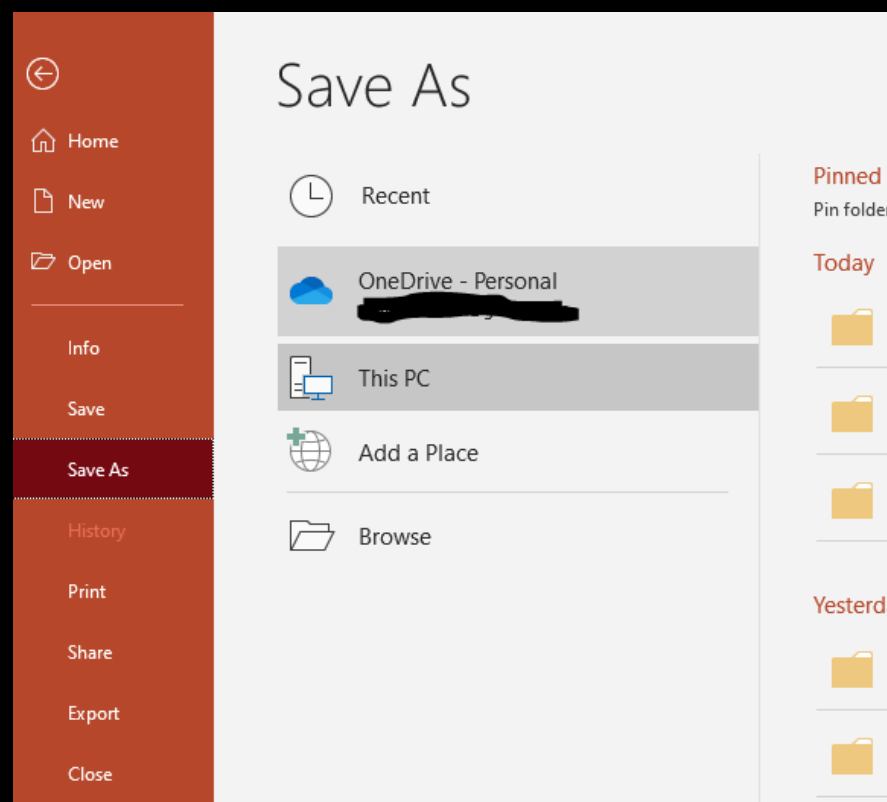 Save As
Home
New
Open
Info
Save
Save As
History
Print
Share
Export
Close
Recent
OneDrive - Personal
This PC
Add a Place
Browse
Pinned
Pin folder
Today
Yesterd